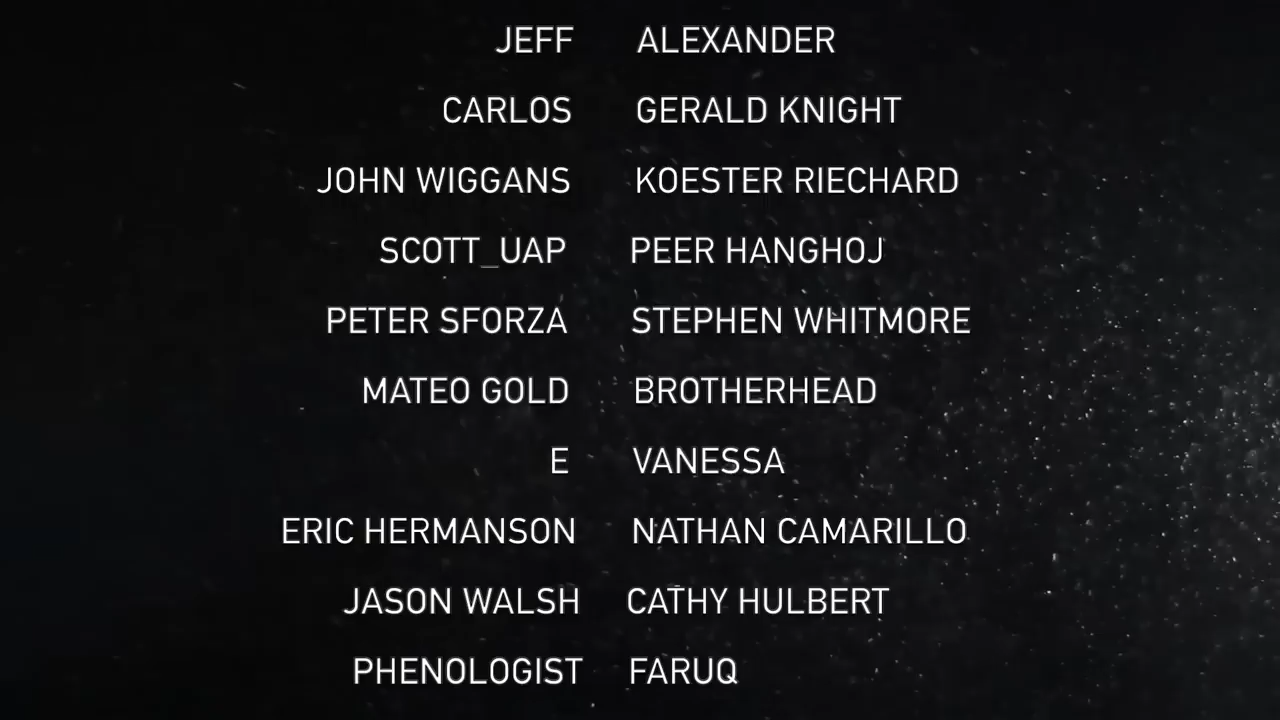 JEFF ALEXANDER
CARLOS GERALD KNIGHT
JOHN WIGGANS KOESTER RIECHARD
SCOTT_UAP PEER HANGHOJ
PETER SFORZA STEPHEN WHITMORE
MATEO GOLD BROTHERHEAD
E VANESSA
ERIC HERMANSON NATHAN CAMARILLO
JASON WALSH CATHY HULBERT
PHENOLOGIST FARUQ